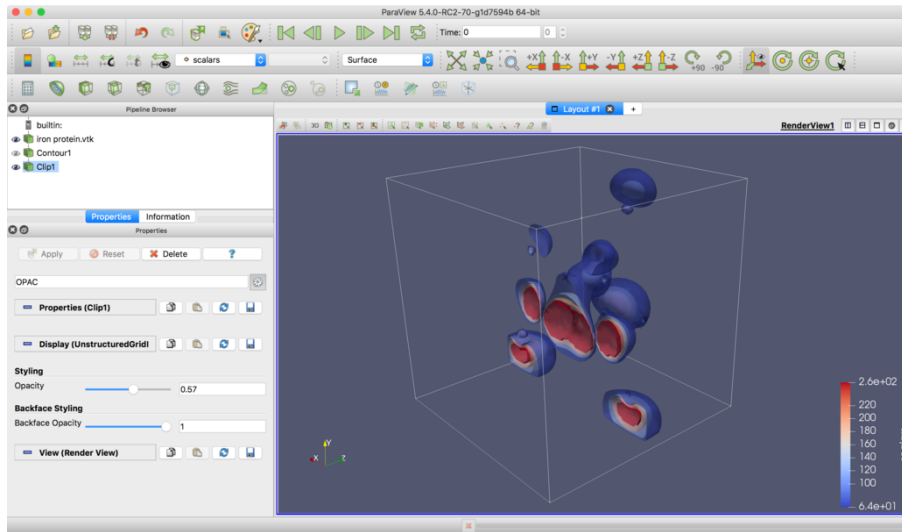 ParaView 5.4.0-RC2-70-g1d7594b 64-bit
Time: 0
0
scalars
Surface
+X
-X
+Y
-Y
+Z
-Z
+90
-90
Pipeline Browser
Layout #1
+
builtin:
iron protein.vtk
Contour1
Clip1
3D
RenderView1
Properties
Information
Properties
Apply
Reset
Delete
?
OPAC
Properties (Clip1)
Display (UnstructuredGridI
Styling
Opacity
0.57
Backface Styling
Backface Opacity
1
View (Render View)
Y
X
Z
2.6e+02
220
200
180
160
140
120
100
6.4e+01